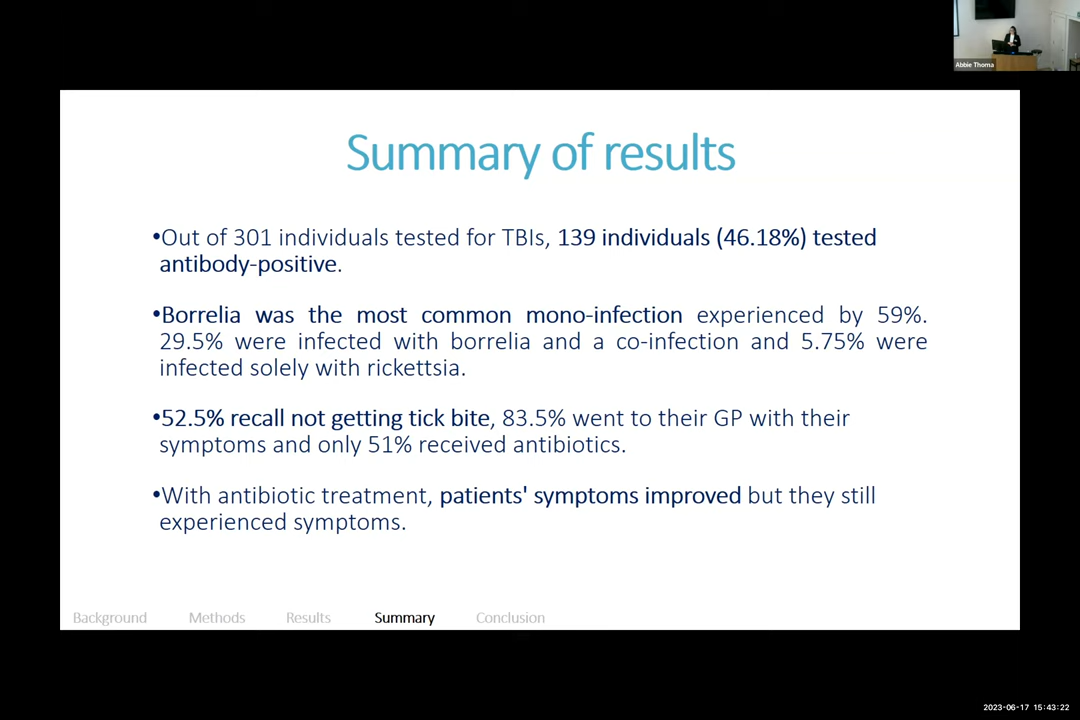 Abbie Thoma
Summary of results
•Out of 301 individuals tested for TBIs, 139 individuals (46.18%) tested
antibody-positive.
•Borrelia was the most common mono-infection experienced by 59%.
29.5% were infected with borrelia and a co-infection and 5.75% were
infected solely with rickettsia.
•52.5% recall not getting tick bite, 83.5% went to their GP with their
symptoms and only 51% received antibiotics.
•With antibiotic treatment, patients' symptoms improved but they still
experienced symptoms.
Background Methods Results Summary Conclusion
2023-06-17 15:43:22